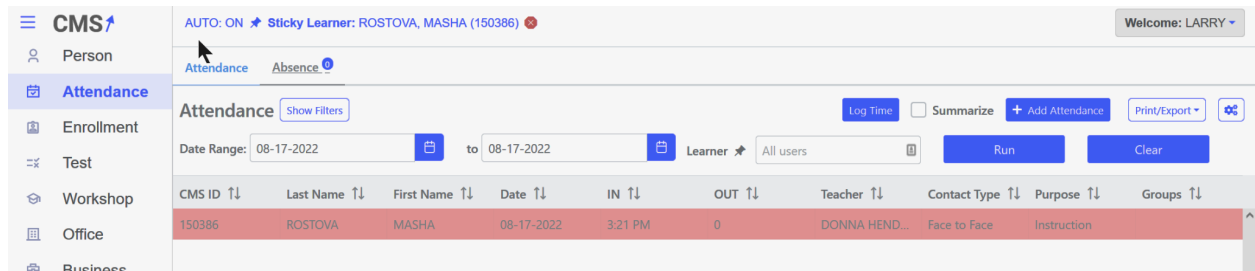 CMS
AUTO: ON Sticky Learner: ROSTOVA, MASHA (150386)
Welcome: LARRY
Person
Attendance
Enrollment
Test
Workshop
Office
Business
Attendance Absence 0
Attendance Show Filters Log Time Summarize + Add Attendance Print/Export
Date Range: 08-17-2022 to 08-17-2022 Learner All users Run Clear
CMS ID Last Name First Name Date IN OUT Teacher Contact Type Purpose Groups
150386 ROSTOVA MASHA 08-17-2022 3:21 PM 0 DONNA HEND... Face to Face Instruction